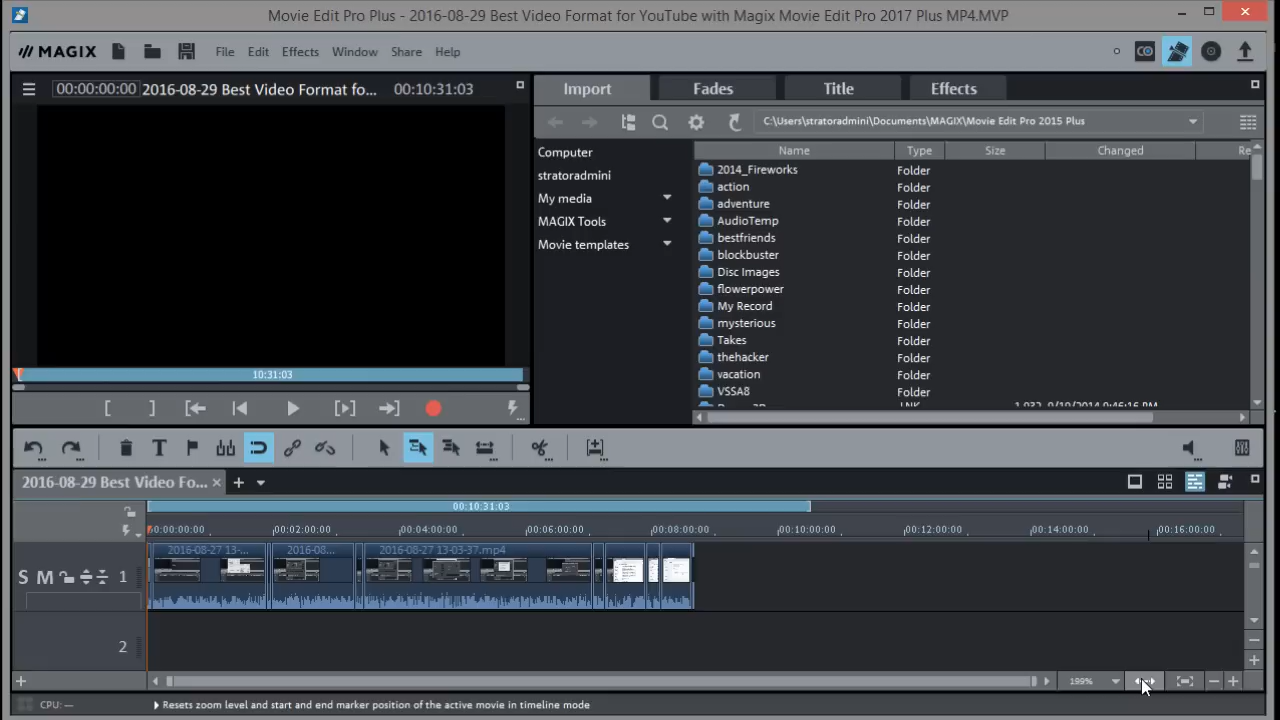 Movie Edit Pro Plus - 2016-08-29 Best Video Format for YouTube with Magix Movie Edit Pro 2017 Plus MP4.MVP
MAGIX File Edit Effects Window Share Help
00:00:00:00 2016-08-29 Best Video Format fo... 00:10:31:03
Import Fades Title Effects
C:\Users\stratoradmini\Documents\MAGIX\Movie Edit Pro 2015 Plus
Computer
stratoradmini
My media
MAGIX Tools
Movie templates
Name Type Size Changed Re
2014_Fireworks Folder
action Folder
adventure Folder
AudioTemp Folder
bestfriends Folder
blockbuster Folder
Disc Images Folder
flowerpower Folder
My Record Folder
mysterious Folder
Takes Folder
thehacker Folder
vacation Folder
VSSA8 Folder
10:31:03
2016-08-29 Best Video Fo...
00:10:31:03
00:00:00:00 00:02:00:00 00:04:00:00 00:06:00:00 00:08:00:00 00:10:00:00 00:12:00:00 00:14:00:00 00:16:00:00
2016-08-27 13-... 2016-08... 2016-08-27 13-03-37.mp4
S M 1
2
199%
CPU: — Resets zoom level and start and end marker position of the active movie in timeline mode